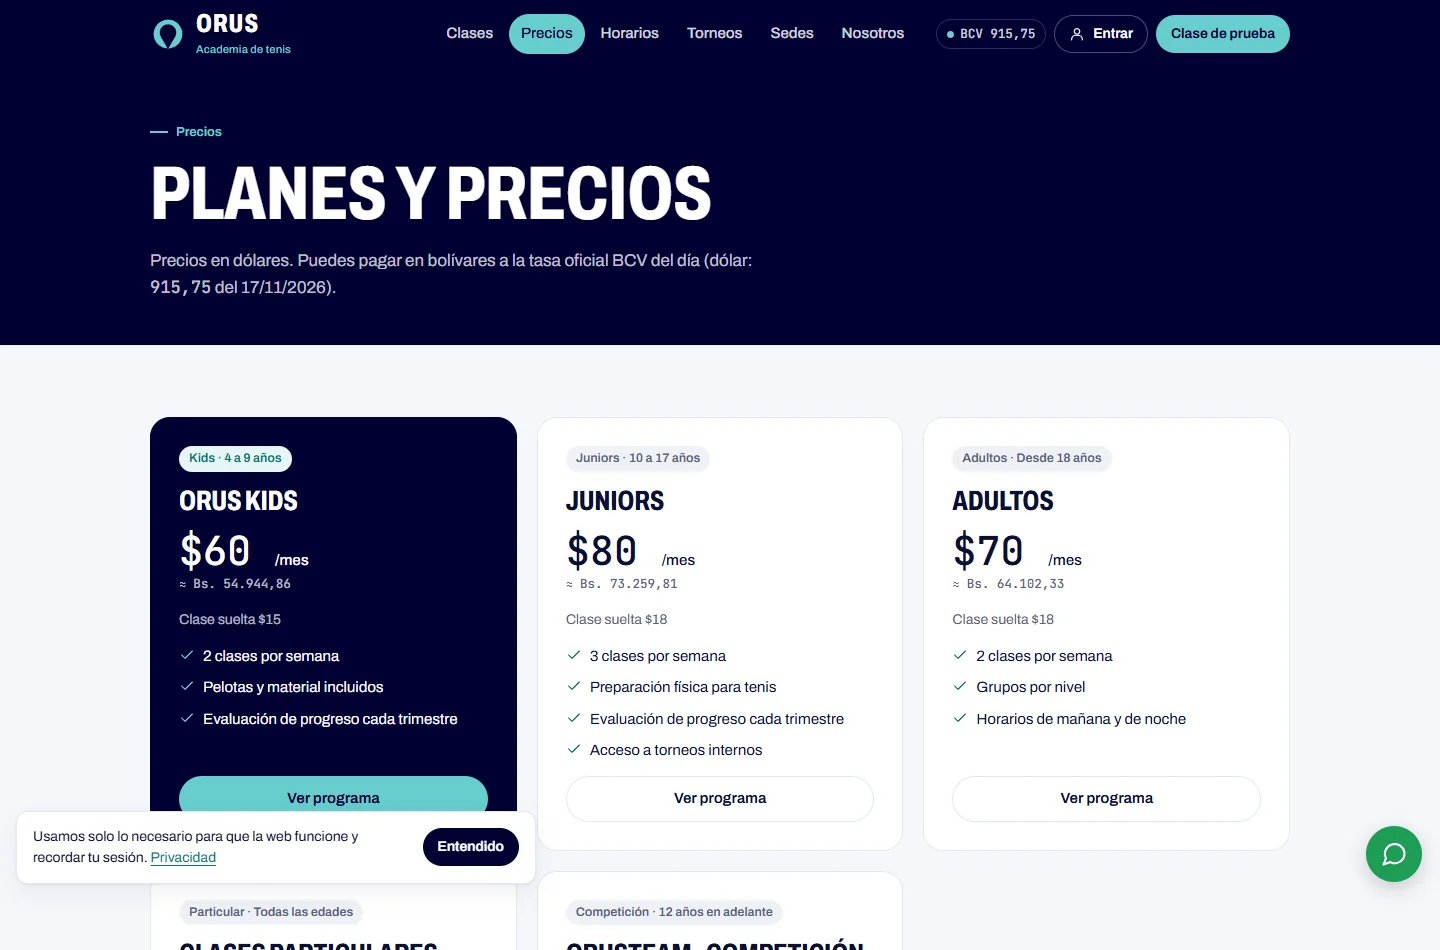 ORUS
Academia de tenis
Clases
Precios
Horarios
Torneos
Sedes
Nosotros
BCV 915,75
Entrar
Clase de prueba
Precios
PLANES Y PRECIOS
Precios en dólares. Puedes pagar en bolívares a la tasa oficial BCV del día (dólar:
915,75 del 17/11/2026).
Kids · 4 a 9 años
ORUS KIDS
$60 /mes
≈ Bs. 54.944,86
Clase suelta $15
2 clases por semana
Pelotas y material incluidos
Evaluación de progreso cada trimestre
Ver programa
Juniors · 10 a 17 años
JUNIORS
$80 /mes
≈ Bs. 73.259,81
Clase suelta $18
3 clases por semana
Preparación física para tenis
Evaluación de progreso cada trimestre
Acceso a torneos internos
Ver programa
Adultos · Desde 18 años
ADULTOS
$70 /mes
≈ Bs. 64.102,33
Clase suelta $18
2 clases por semana
Grupos por nivel
Horarios de mañana y de noche
Ver programa
Usamos solo lo necesario para que la web funcione y
recordar tu sesión. Privacidad
Entendido
Particular · Todas las edades
CLASES PARTICULARES
Competición · 12 años en adelante
ORUSTEAM · COMPETICIÓN